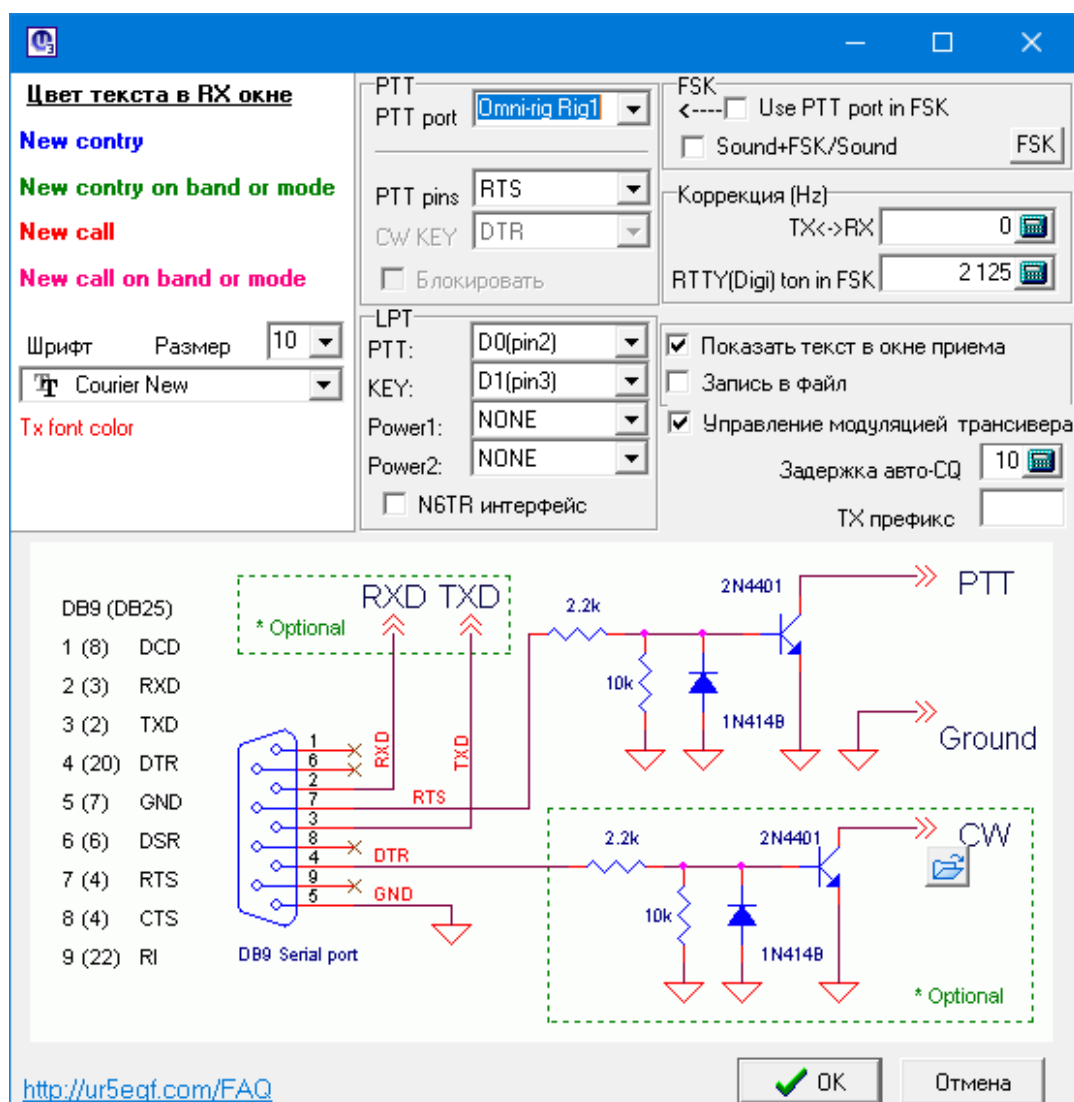 Цвет текста в RX окне
New contry
New contry on band or mode
New call
New call on band or mode
Шрифт Размер 10
Courier New
Tx font color
PTT
PTT port Omni-rig Rig1
PTT pins RTS
CW KEY DTR
Блокировать
LPT
PTT: D0(pin2)
KEY: D1(pin3)
Power1: NONE
Power2: NONE
N6TR интерфейс
FSK
<---- Use PTT port in FSK
Sound+FSK/Sound FSK
Коррекция (Hz)
TX<->RX 0
RTTY(Digi) ton in FSK 2 125
Показать текст в окне приема
Запись в файл
Управление модуляцией трансивера
Задержка авто-CQ 10
TX префикс
DB9 (DB25)
1 (8) DCD
2 (3) RXD
3 (2) TXD
4 (20) DTR
5 (7) GND
6 (6) DSR
7 (4) RTS
8 (4) CTS
9 (22) RI
* Optional
RXD TXD
2.2k
2N4401
PTT
10k
1N414B
Ground
RXD
TXD
1
6
2
7
RTS
3
8
4
DTR
9
5
GND
DB9 Serial port
2.2k
2N4401
CW
10k
1N414B
* Optional
http://ur5eqf.com/FAQ
OK
Отмена